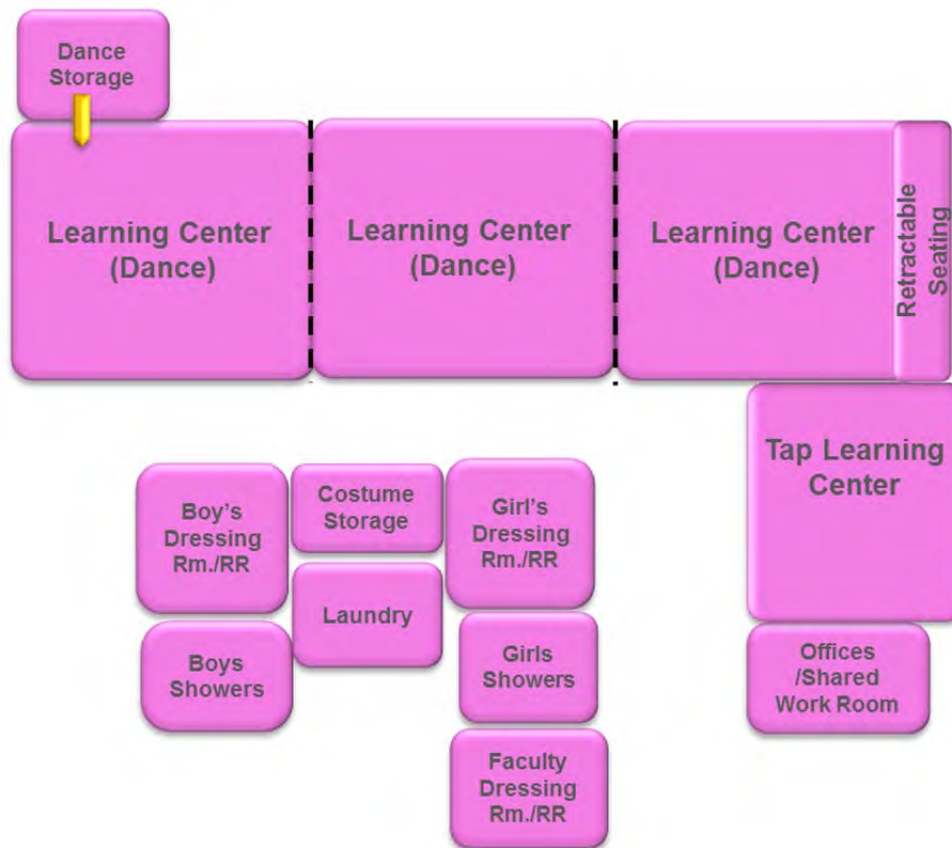 Dance
Storage
Learning Center
(Dance)
Learning Center
(Dance)
Learning Center
(Dance)
Retractable
Seating
Tap Learning
Center
Boy's
Dressing
Rm./RR
Costume
Storage
Girl's
Dressing
Rm./RR
Laundry
Boys
Showers
Girls
Showers
Offices
/Shared
Work Room
Faculty
Dressing
Rm./RR